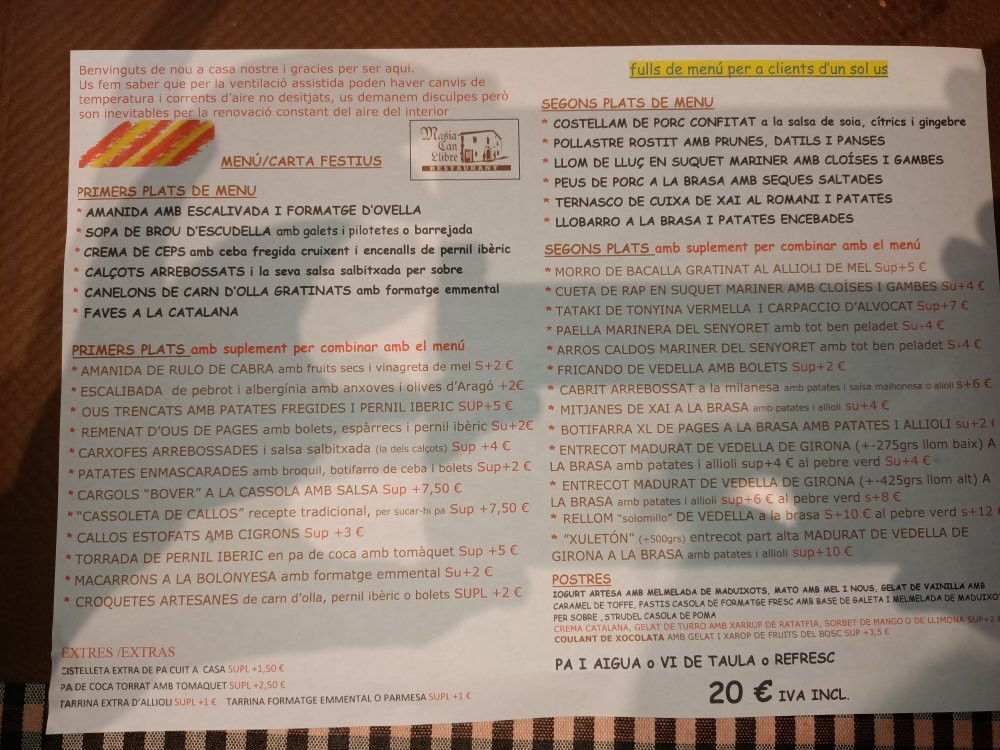 Benvinguts de nou a casa nostre i gracies per ser aqui.
Us fem saber que per la ventilació assistida poden haver canvis de
temperatura i corrents d'aire no desitjats, us demanem disculpes però
son inevitables per la renovació constant del aire del interior
MENÚ/CARTA FESTIUS
Masia
Can
Llibre
RESTAURANT
PRIMERS PLATS DE MENU
* AMANIDA AMB ESCALIVADA I FORMATGE D'OVELLA
* SOPA DE BROU D'ESCUDELLA amb galets i pilotetes o barrejada
* CREMA DE CEPS amb ceba fregida cruixent i encenalls de pernil ibèric
* CALÇOTS ARREBOSSATS i la seva salsa salbitxada per sobre
* CANELONS DE CARN D'OLLA GRATINATS amb formatge emmental
* FAVES A LA CATALANA
PRIMERS PLATS amb suplement per combinar amb el menú
* AMANIDA DE RULO DE CABRA amb fruits secs i vinagreta de mel S+2 €
* ESCALIBADA de pebrot i albergínia amb anxoves i olives d'Aragó +2€
* OUS TRENCATS AMB PATATES FREGIDES I PERNIL IBERIC SUP+5 €
* REMENAT D'OUS DE PAGES amb bolets, espàrrecs i pernil ibèric Su+2€
* CARXOFES ARREBOSSADES i salsa salbitxada (la dels calçots) Sup +4 €
* PATATES ENMASCARADES amb broquil, botifarro de ceba i bolets Sup+2 €
* CARGOLS "BOVER" A LA CASSOLA AMB SALSA Sup +7,50 €
* "CASSOLETA DE CALLOS" recepte tradicional, per sucar-hi pa Sup +7,50 €
* CALLOS ESTOFATS AMB CIGRONS Sup +3 €
* TORRADA DE PERNIL IBERIC en pa de coca amb tomàquet Sup +5 €
* MACARRONS A LA BOLONYESA amb formatge emmental Su+2 €
* CROQUETES ARTESANES de carn d'olla, pernil ibèric o bolets SUPL +2 €
EXTRES /EXTRAS
CISTELLETA EXTRA DE PA CUIT A CASA SUPL +1,50 €
PA DE COCA TORRAT AMB TOMAQUET SUPL +2,50 €
TARRINA EXTRA D'ALLIOLI SUPL +1 € TARRINA FORMATGE EMMENTAL O PARMESA SUPL +1 €
fulls de menú per a clients d'un sol us
SEGONS PLATS DE MENU
* COSTELLAM DE PORC CONFITAT a la salsa de soia, cítrics i gingebre
* POLLASTRE ROSTIT AMB PRUNES, DATILS I PANSES
* LLOM DE LLUÇ EN SUQUET MARINER AMB CLOÍSES I GAMBES
* PEUS DE PORC A LA BRASA AMB SEQUES SALTADES
* TERNASCO DE CUIXA DE XAI AL ROMANI I PATATES
* LLOBARRO A LA BRASA I PATATES ENCEBADES
SEGONS PLATS amb suplement per combinar amb el menú
* MORRO DE BACALLA GRATINAT AL ALLIOLI DE MEL Sup+5 €
* CUETA DE RAP EN SUQUET MARINER AMB CLOÍSES I GAMBES Su+4 €
* TATAKI DE TONYINA VERMELLA I CARPACCIO D'ALVOCAT Sup+7 €
* PAELLA MARINERA DEL SENYORET amb tot ben peladet Su+4 €
* ARROS CALDOS MARINER DEL SENYORET amb tot ben peladet S+4 €
* FRICANDO DE VEDELLA AMB BOLETS Sup+2 €
* CABRIT ARREBOSSAT a la milanesa amb patates i salsa maihonesa o alioli s+6 €
* MITJANES DE XAI A LA BRASA amb patates i allioli su+4 €
* BOTIFARRA XL DE PAGES A LA BRASA AMB PATATES I ALLIOLI su+2 €
* ENTRECOT MADURAT DE VEDELLA DE GIRONA (+-275grs llom baix) A
LA BRASA amb patates i allioli sup+4 € al pebre verd Su+4 €
* ENTRECOT MADURAT DE VEDELLA DE GIRONA (+-425grs llom alt) A
LA BRASA amb patates i allioli sup+6 € al pebre verd s+8 €
* RELLOM "solomillo" DE VEDELLA a la brasa S+10 € al pebre verd s+12
* "XULETÓN" (+500grs) entrecot part alta MADURAT DE VEDELLA DE
GIRONA A LA BRASA amb patates i allioli sup+10 €
POSTRES
IOGURT ARTESA AMB MELMELADA DE MADUIXOTS, MATO AMB MEL I NOUS, GELAT DE VAINILLA AMB
CARAMEL DE TOFFE, PASTIS CASOLA DE FORMATGE FRESC AMB BASE DE GALETA I MELMELADA DE MADUIXO
PER SOBRE , STRUDEL CASOLA DE POMA
CREMA CATALANA, GELAT DE TURRO AMB XARRUP DE RATATFIA, SORBET DE MANGO O DE LLIMONA SUP+2
COULANT DE XOCOLATA AMB GELAT I XAROP DE FRUITS DEL BOSC SUP +3,5 €
PA I AIGUA o VI DE TAULA o REFRESC
20 € IVA INCL.